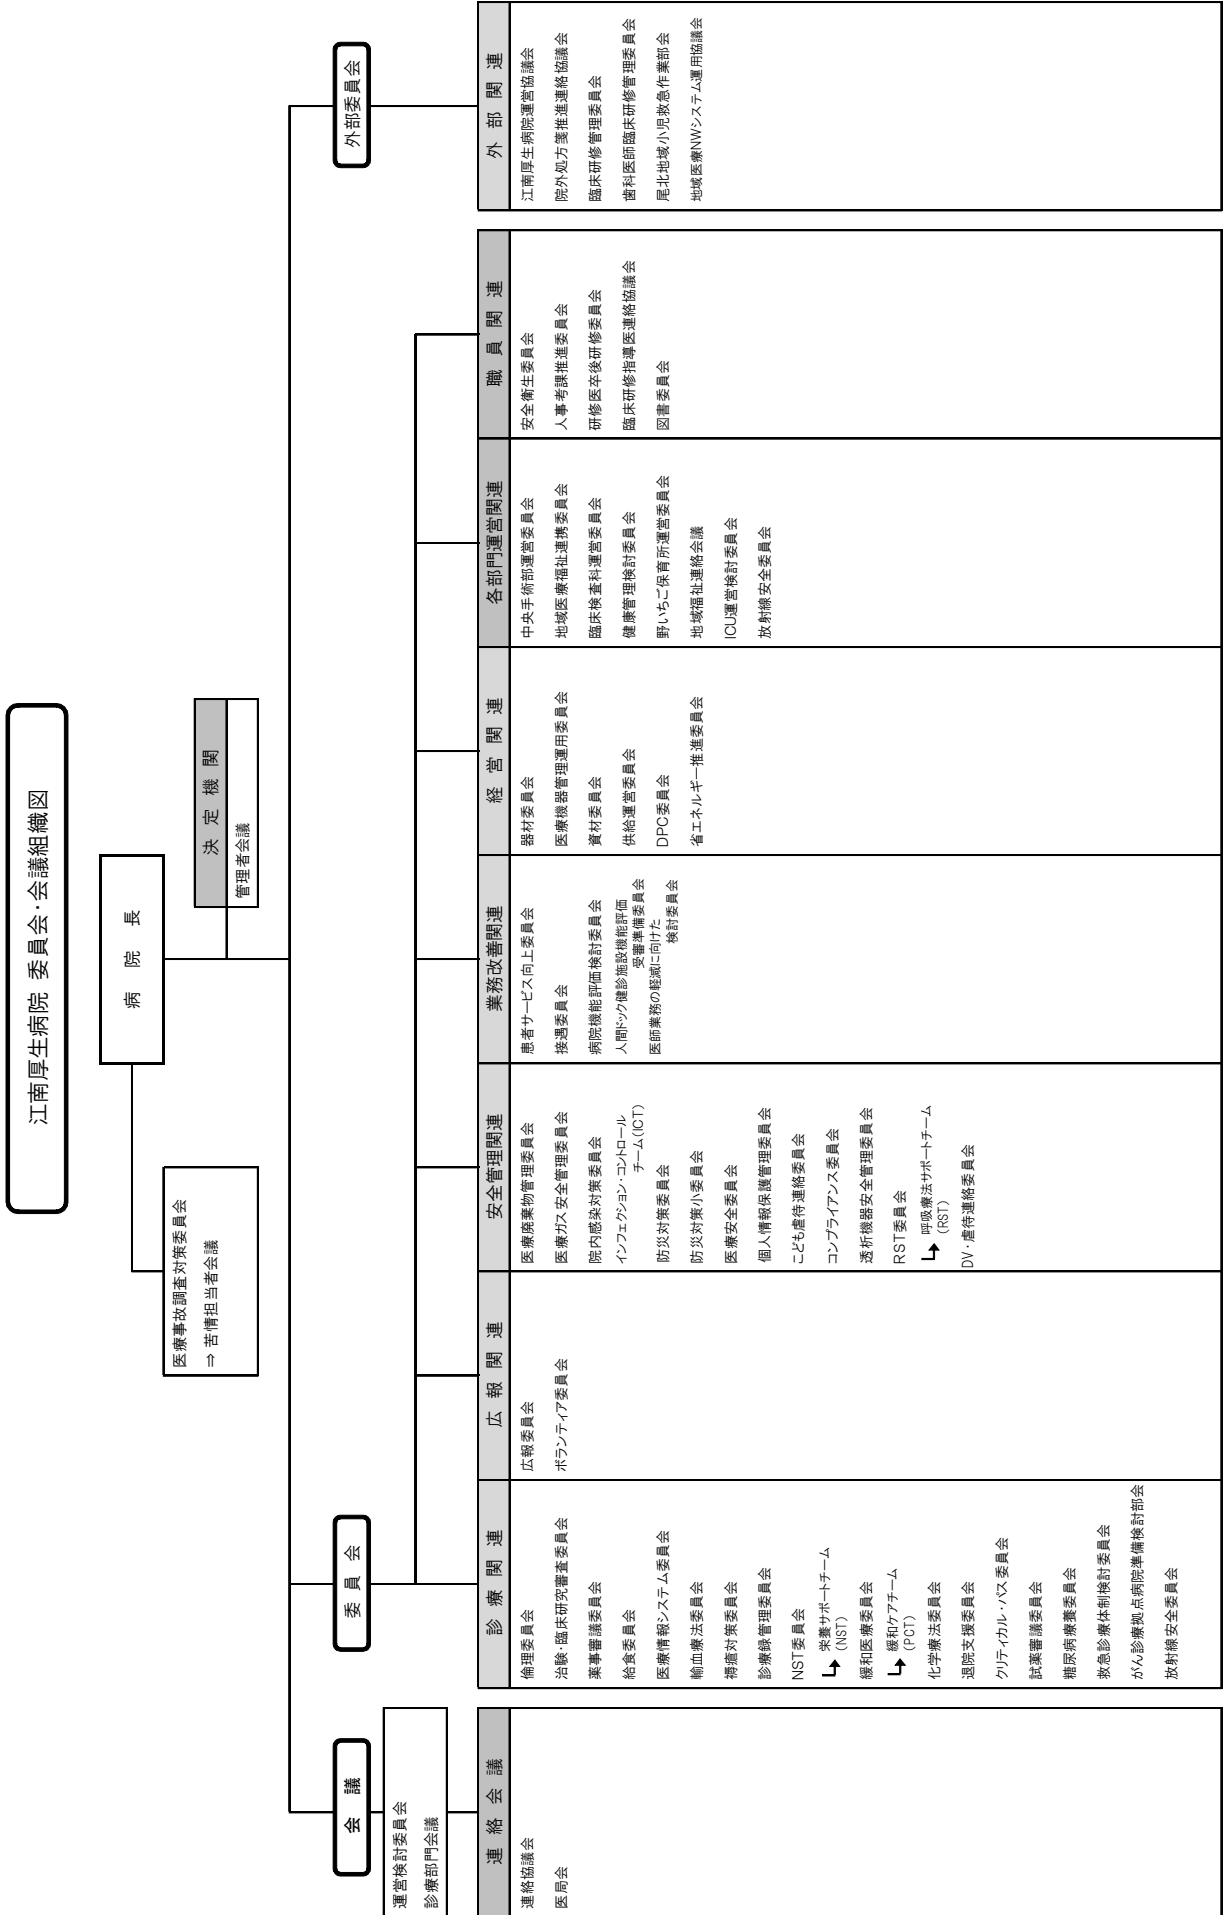 江南厚生病院 委員会・会議組織図
病院長
医療事故調査対策委員会
⇒ 苦情担当者会議
決定機関
管理者会議
会議
運営検討委員会
診療部門会議
連絡会議
連絡協議会
医局会
委員会
診療関連
倫理委員会
治験・臨床研究審査委員会
薬事審議委員会
給食委員会
医療情報システム委員会
輸血療法委員会
褥瘡対策委員会
診療録管理委員会
NST委員会
栄養サポートチーム
(NST)
緩和医療委員会
緩和ケアチーム
(PCT)
化学療法委員会
退院支援委員会
クリティカル・パス委員会
試薬審議委員会
糖尿病療養委員会
救急診療体制検討委員会
がん診療拠点病院準備検討部会
放射線安全委員会
広報関連
広報委員会
ボランティア委員会
安全管理関連
医療廃棄物管理委員会
医療ガス安全管理委員会
院内感染対策委員会
インフェクション・コントロール
チーム(ICT)
防災対策委員会
防災対策小委員会
医療安全委員会
個人情報保護管理委員会
こども虐待連絡委員会
コンプライアンス委員会
透析機器安全管理委員会
RST委員会
呼吸療法サポートチーム
(RST)
DV・虐待連絡委員会
業務改善関連
患者サービス向上委員会
接遇委員会
病院機能評価検討委員会
人間ドック健診施設機能評価
受審準備委員会
医師業務の軽減に向けた
検討委員会
経営関連
器材委員会
医療機器管理運用委員会
資材委員会
供給運営委員会
DPC委員会
省エネルギー推進委員会
各部門運営関連
中央手術部運営委員会
地域医療福祉連携委員会
臨床検査科運営委員会
健康管理検討委員会
野いちご保育所運営委員会
地域福祉連絡会議
ICU運営検討委員会
放射線安全委員会
職員関連
安全衛生委員会
人事考課推進委員会
研修医卒後研修委員会
臨床研修指導医連絡協議会
図書委員会
外部委員会
外部関連
江南厚生病院運営協議会
院外処方箋推進連絡協議会
臨床研修管理委員会
歯科医師臨床研修管理委員会
尾北地域小児救急作業部会
地域医療NWシステム運用協議会